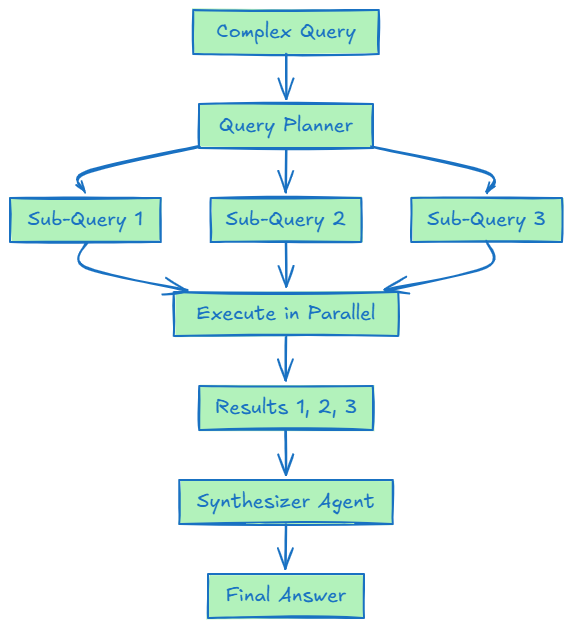 Complex Query
Query Planner
Sub-Query 1
Sub-Query 2
Sub-Query 3
Execute in Parallel
Results 1, 2, 3
Synthesizer Agent
Final Answer